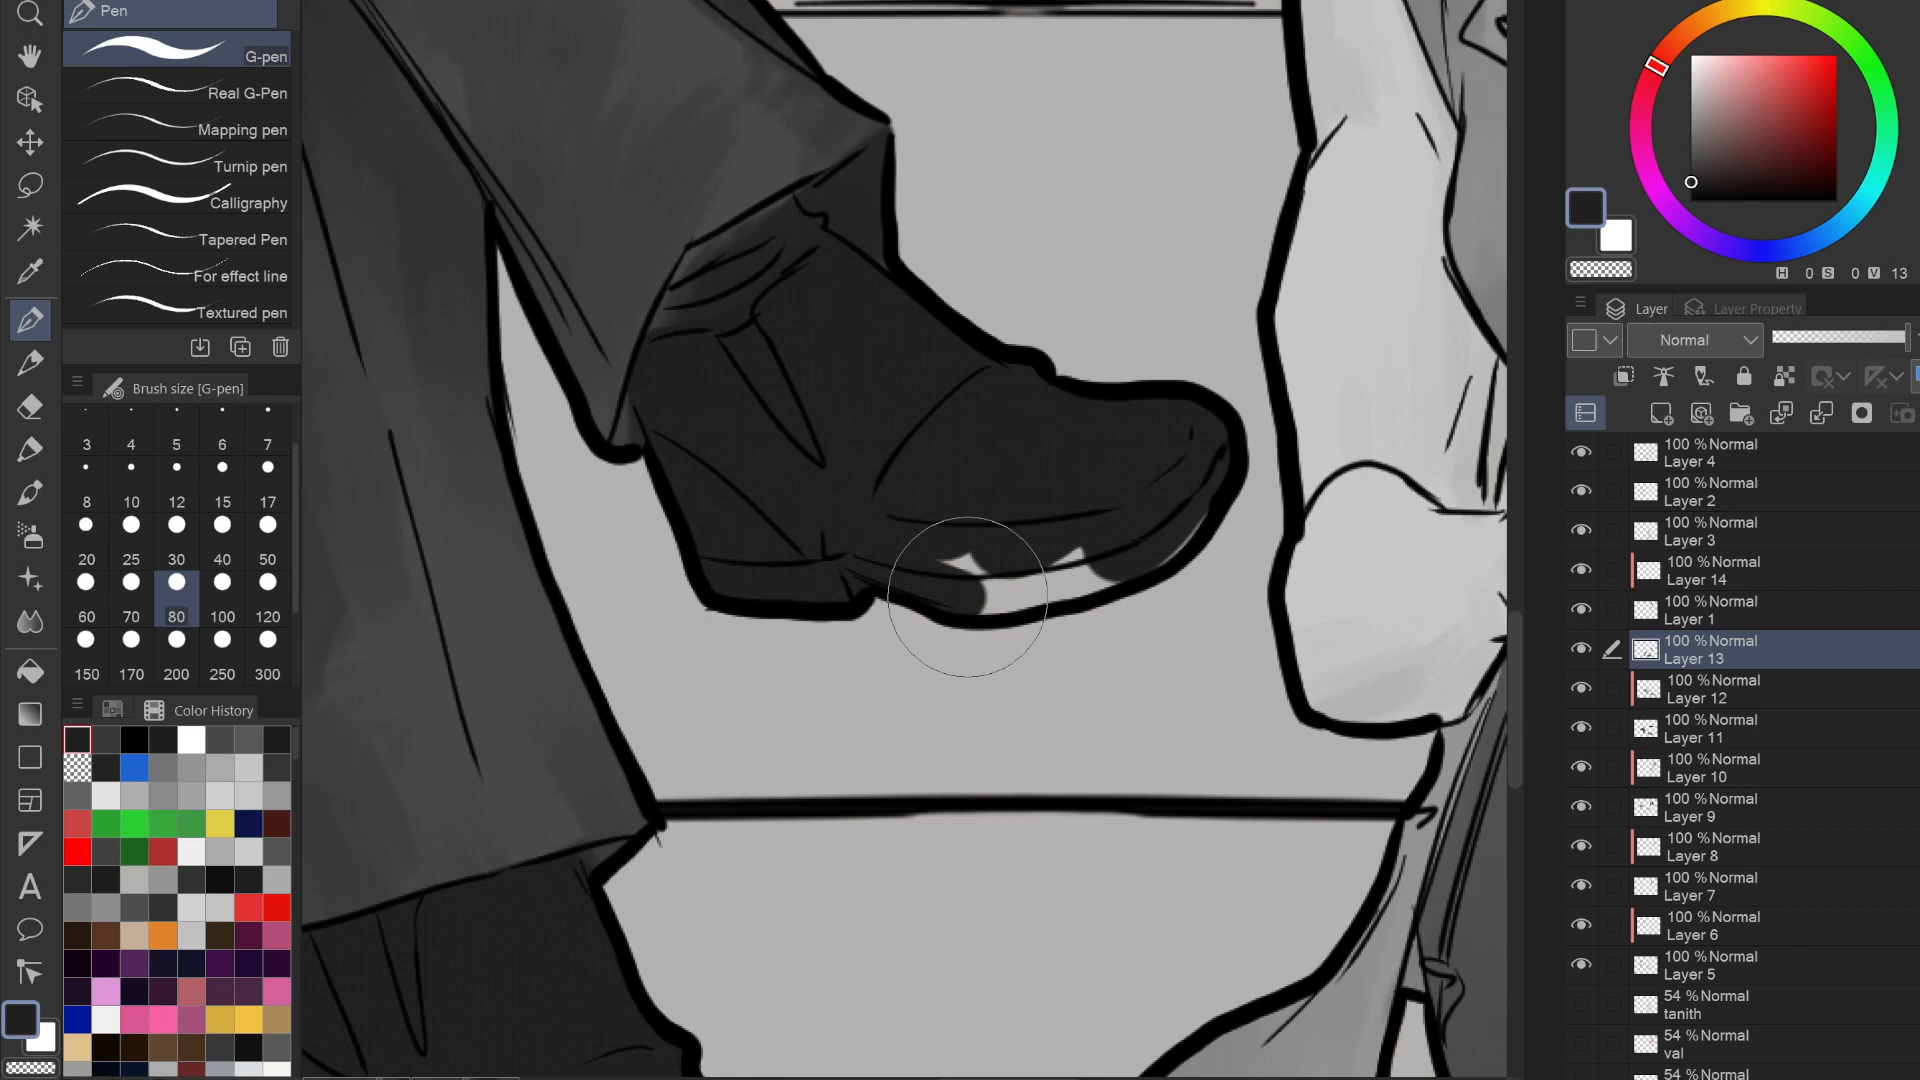 Pen
G-pen
Real G-Pen
Mapping pen
Turnip pen
Calligraphy
Tapered Pen
For effect line
Textured pen
Brush size [G-pen]
3 4 5 6 7
8 10 12 15 17
20 25 30 40 50
60 70 80 100 120
150 170 200 250 300
Color History
H 0 S 0 V 13
Layer Layer Property
Normal
100 %Normal
Layer 4
100 %Normal
Layer 2
100 %Normal
Layer 3
100 %Normal
Layer 14
100 %Normal
Layer 1
100 %Normal
Layer 13
100 %Normal
Layer 12
100 %Normal
Layer 11
100 %Normal
Layer 10
100 %Normal
Layer 9
100 %Normal
Layer 8
100 %Normal
Layer 7
100 %Normal
Layer 6
100 %Normal
Layer 5
54 %Normal
tanith
54 %Normal
val
54 %Normal